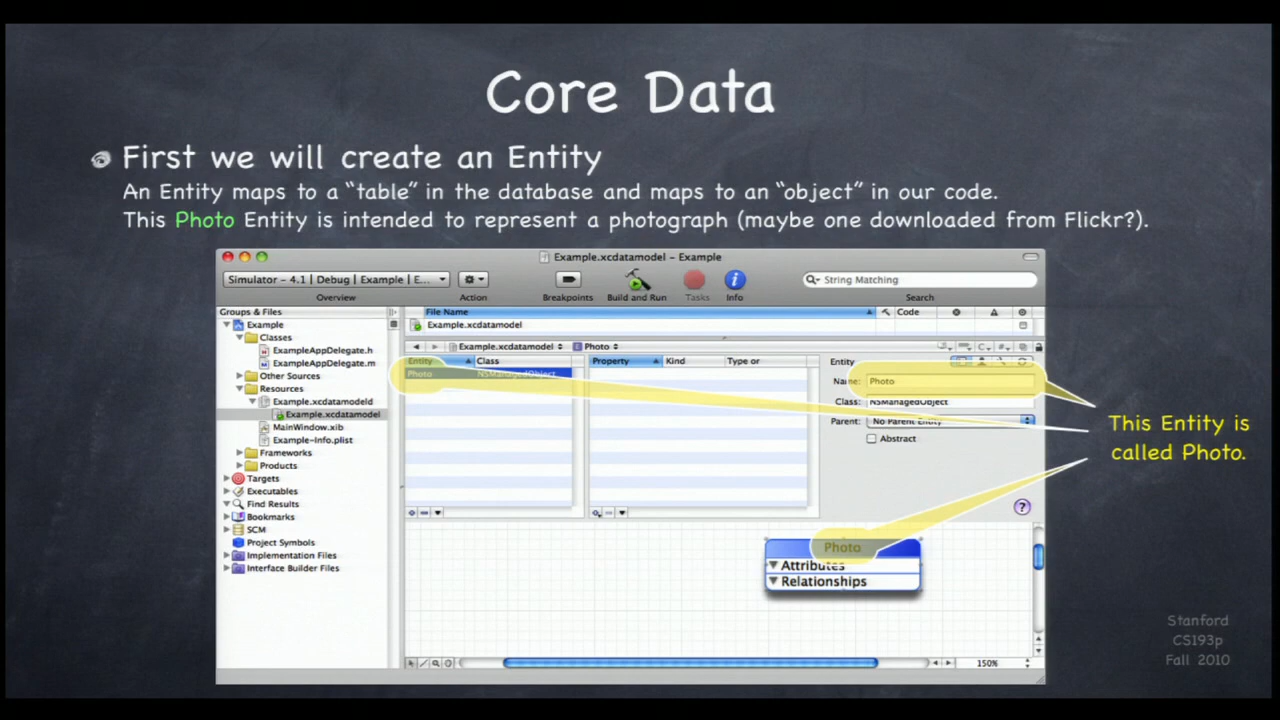 Core Data
First we will create an Entity
An Entity maps to a “table” in the database and maps to an “object” in our code.
This Photo Entity is intended to represent a photograph (maybe one downloaded from Flickr?).
Example.xcdatamodel - Example
Simulator - 4.1 | Debug | Example | E...
String Matching
Overview
Action
Breakpoints
Build and Run
Tasks
Info
Search
Groups & Files
Example
Classes
ExampleAppDelegate.h
ExampleAppDelegate.m
Other Sources
Resources
Example.xcdatamodeld
Example.xcdatamodel
MainWindow.xib
Example-Info.plist
Frameworks
Products
Targets
Executables
Find Results
Bookmarks
SCM
Project Symbols
Implementation Files
Interface Builder Files
File Name
Code
Example.xcdatamodel
Example.xcdatamodel
Photo
Entity
Class
Photo
NSManagedObject
Property
Kind
Type or
Entity
Name: Photo
Class: NSManagedObject
Parent: No Parent Entity
Abstract
?
This Entity is
called Photo.
Photo
Attributes
Relationships
150%
Stanford
CS193p
Fall 2010